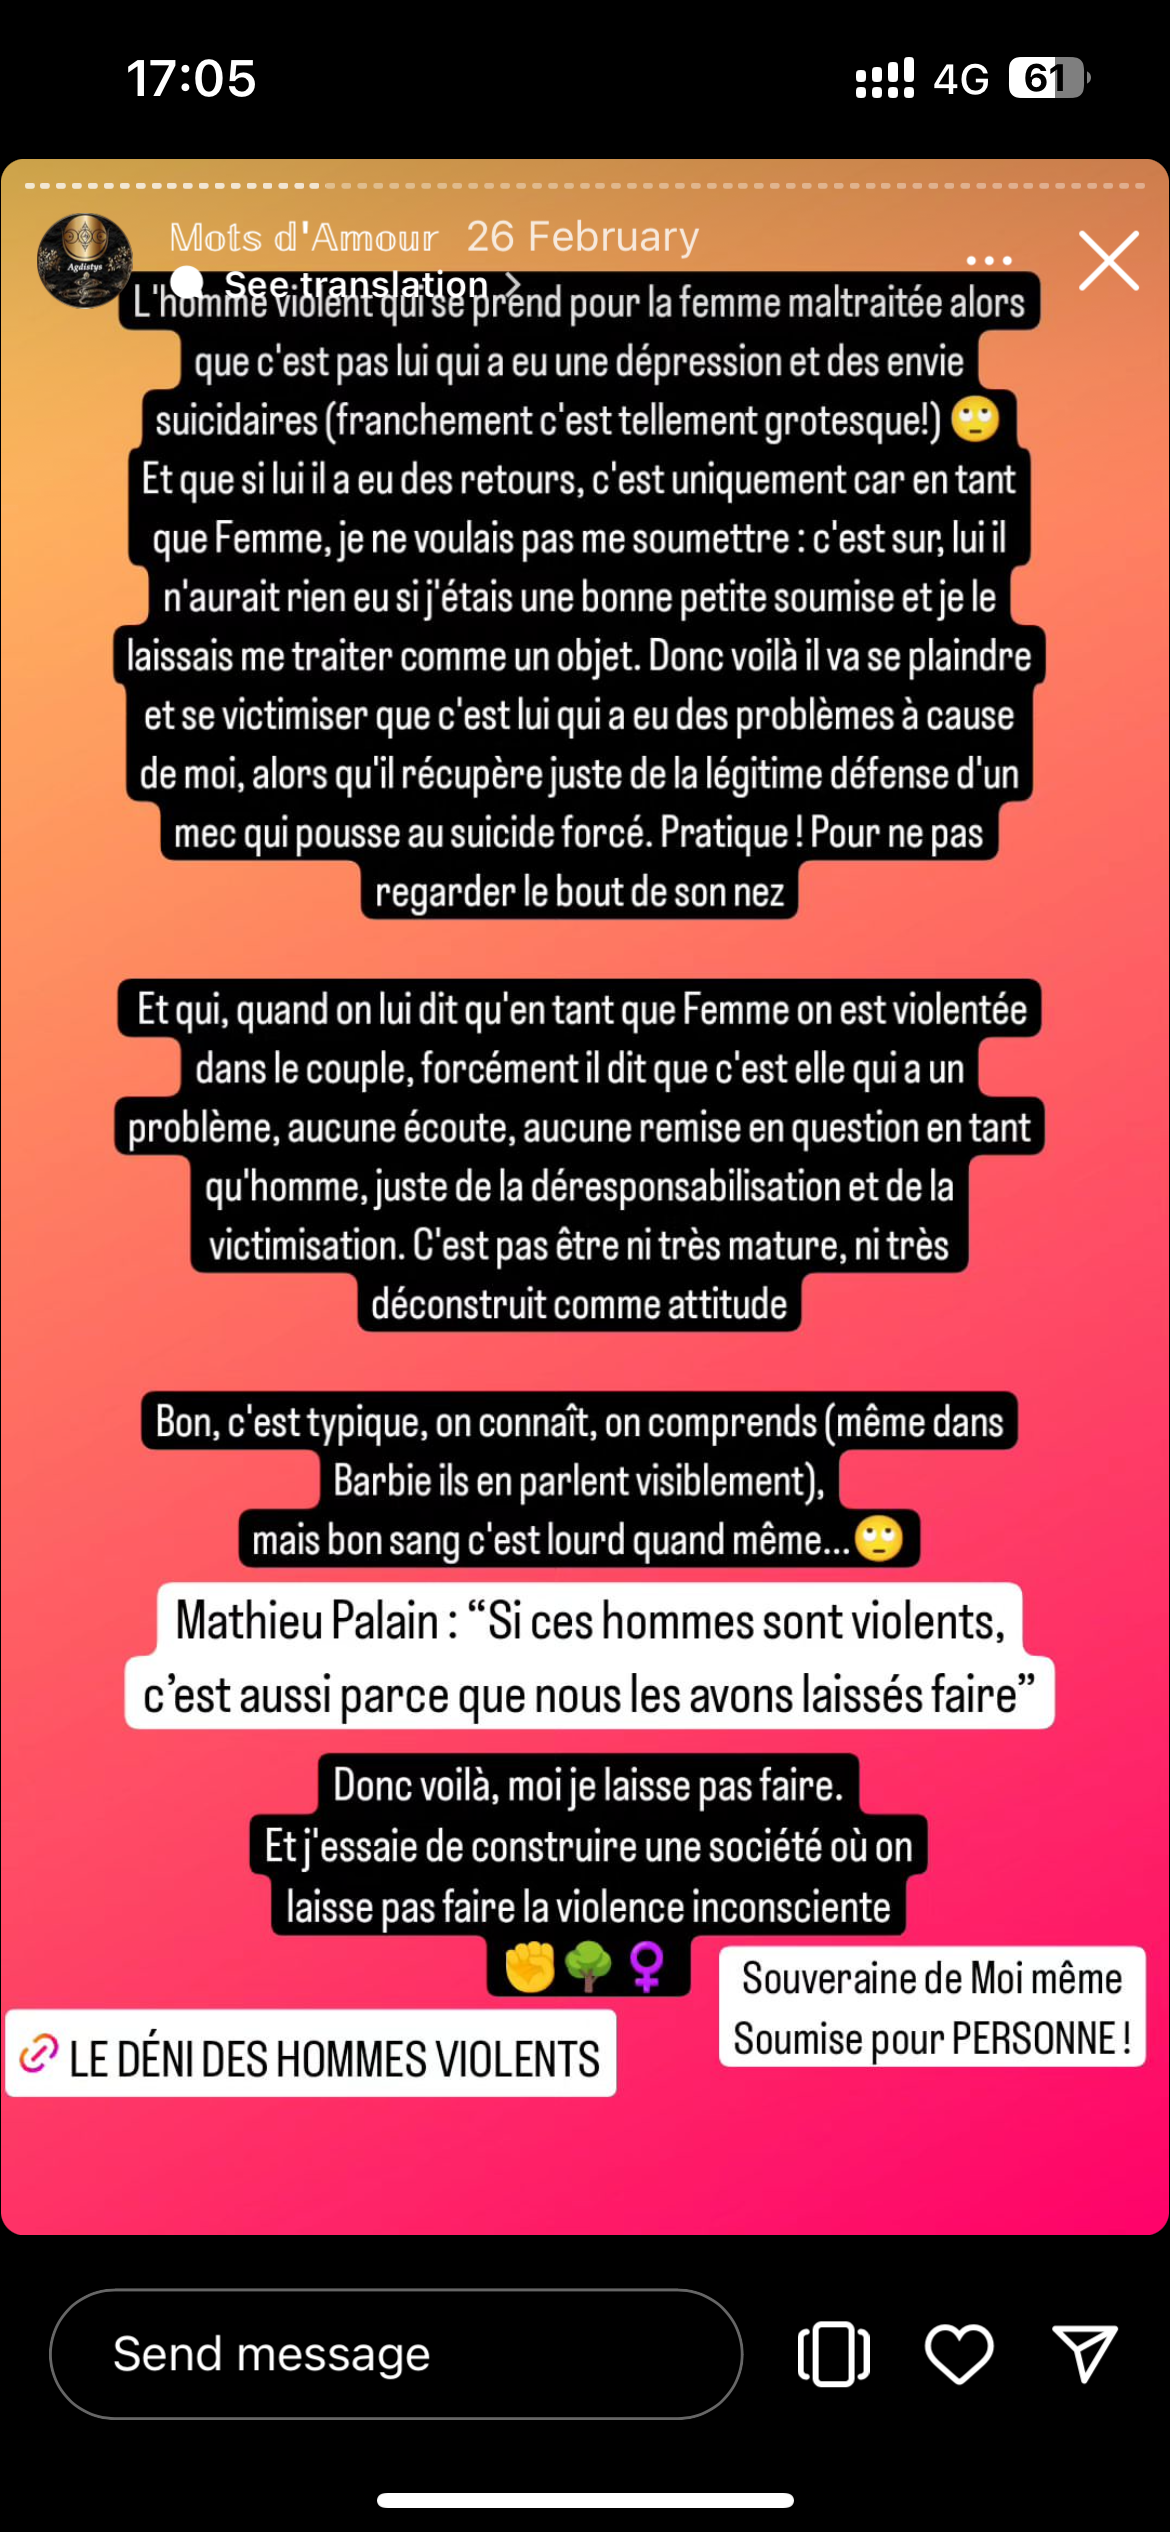 17:05
4G 61
Mots d'Amour 26 February
See translation >
Agdistys
L'homme violent qui se prend pour la femme maltraitée alors
que c'est pas lui qui a eu une dépression et des envie
suicidaires (franchement c'est tellement grotesque!) 🙄
Et que si lui il a eu des retours, c'est uniquement car en tant
que Femme, je ne voulais pas me soumettre : c'est sur, lui il
n'aurait rien eu si j'étais une bonne petite soumise et je le
laissais me traiter comme un objet. Donc voilà il va se plaindre
et se victimiser que c'est lui qui a eu des problèmes à cause
de moi, alors qu'il récupère juste de la légitime défense d'un
mec qui pousse au suicide forcé. Pratique ! Pour ne pas
regarder le bout de son nez
Et qui, quand on lui dit qu'en tant que Femme on est violentée
dans le couple, forcément il dit que c'est elle qui a un
problème, aucune écoute, aucune remise en question en tant
qu'homme, juste de la déresponsabilisation et de la
victimisation. C'est pas être ni très mature, ni très
déconstruit comme attitude
Bon, c'est typique, on connaît, on comprends (même dans
Barbie ils en parlent visiblement),
mais bon sang c'est lourd quand même...🙄
Mathieu Palain : “Si ces hommes sont violents,
c’est aussi parce que nous les avons laissés faire”
Donc voilà, moi je laisse pas faire.
Et j'essaie de construire une société où on
laisse pas faire la violence inconsciente
✊🌳♀️
Souveraine de Moi même
Soumise pour PERSONNE !
LE DÉNI DES HOMMES VIOLENTS
Send message